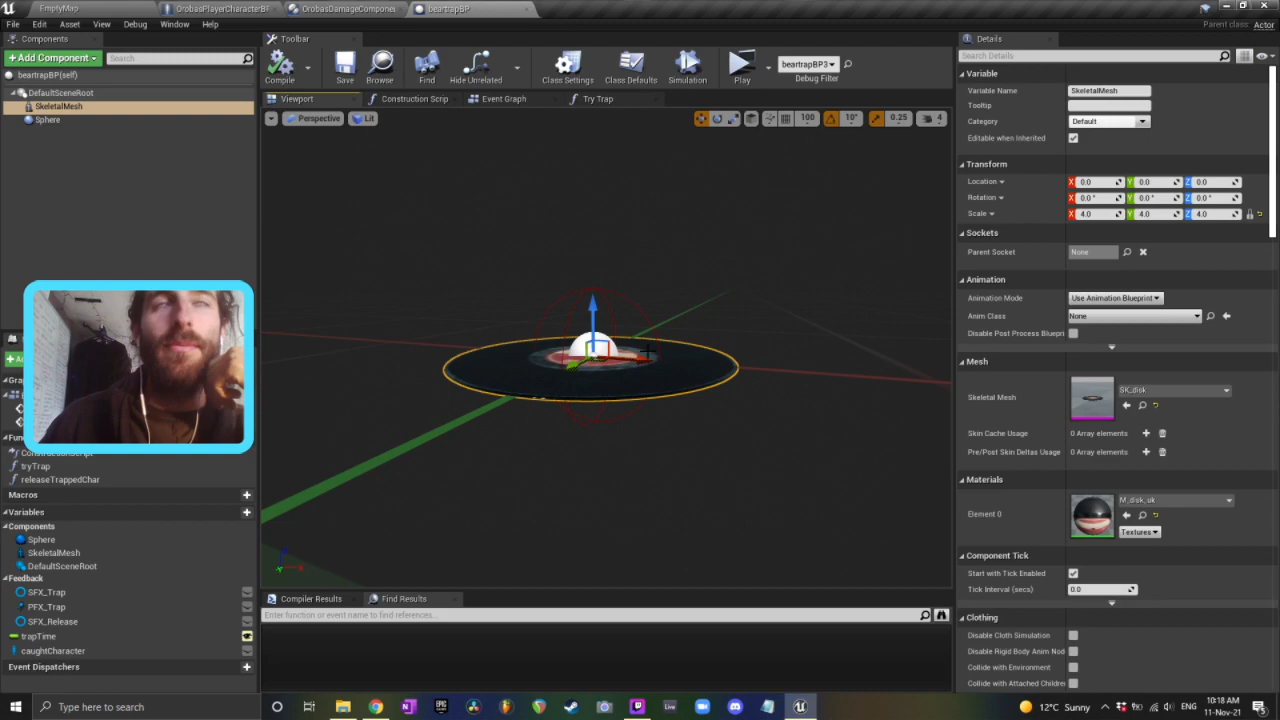 EmptyMap
OrobasPlayerCharacterBP
OrobasDamageComponen
beartrapBP
File Edit Asset View Debug Window Help
Parent class: Actor
Components
Toolbar
Details
Add Component
Search
Compile
Save
Browse
Find
Hide Unrelated
Class Settings
Class Defaults
Simulation
Play
beartrapBP3
Debug Filter
Search Details
beartrapBP(self)
DefaultSceneRoot
SkeletalMesh
Sphere
Viewport
Construction Scrip
Event Graph
Try Trap
Perspective
Lit
100
10°
0.25
4
Variable
Variable Name SkeletalMesh
Tooltip
Category Default
Editable when Inherited
Transform
Location X 0.0 Y 0.0 Z 0.0
Rotation X 0.0 ° Y 0.0 ° Z 0.0 °
Scale X 4.0 Y 4.0 Z 4.0
Sockets
Parent Socket None
Animation
Animation Mode Use Animation Blueprint
Anim Class None
Disable Post Process Bluepri
Mesh
Skeletal Mesh SK_disk
Skin Cache Usage 0 Array elements
Pre/Post Skin Deltas Usage 0 Array elements
Materials
Element 0 M_disk_uk
Textures
Component Tick
Start with Tick Enabled
Tick Interval (secs) 0.0
Clothing
Disable Cloth Simulation
Disable Rigid Body Anim Nod
Collide with Environment
Collide with Attached Childrer
tryTrap
releaseTrappedChar
Macros
Variables
Components
Sphere
SkeletalMesh
DefaultSceneRoot
Feedback
SFX_Trap
PFX_Trap
SFX_Release
trapTime
caughtCharacter
Event Dispatchers
Compiler Results
Find Results
Enter function or event name to find references...
Type here to search
12°C Sunny
ENG
10:18 AM
11-Nov-21